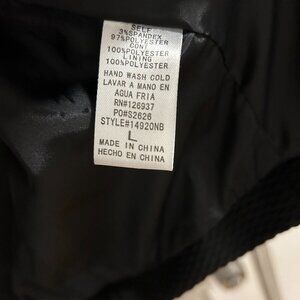 SELF
3%SPANDEX
97%POLYESTER
CONT
100%POLYESTER
LINING
100%POLYESTER
HAND WASH COLD
LAVAR A MANO EN
AGUA FRIA
RN#126937
PO#S2626
STYLE#14920NB
L
MADE IN CHINA
HECHO EN CHINA